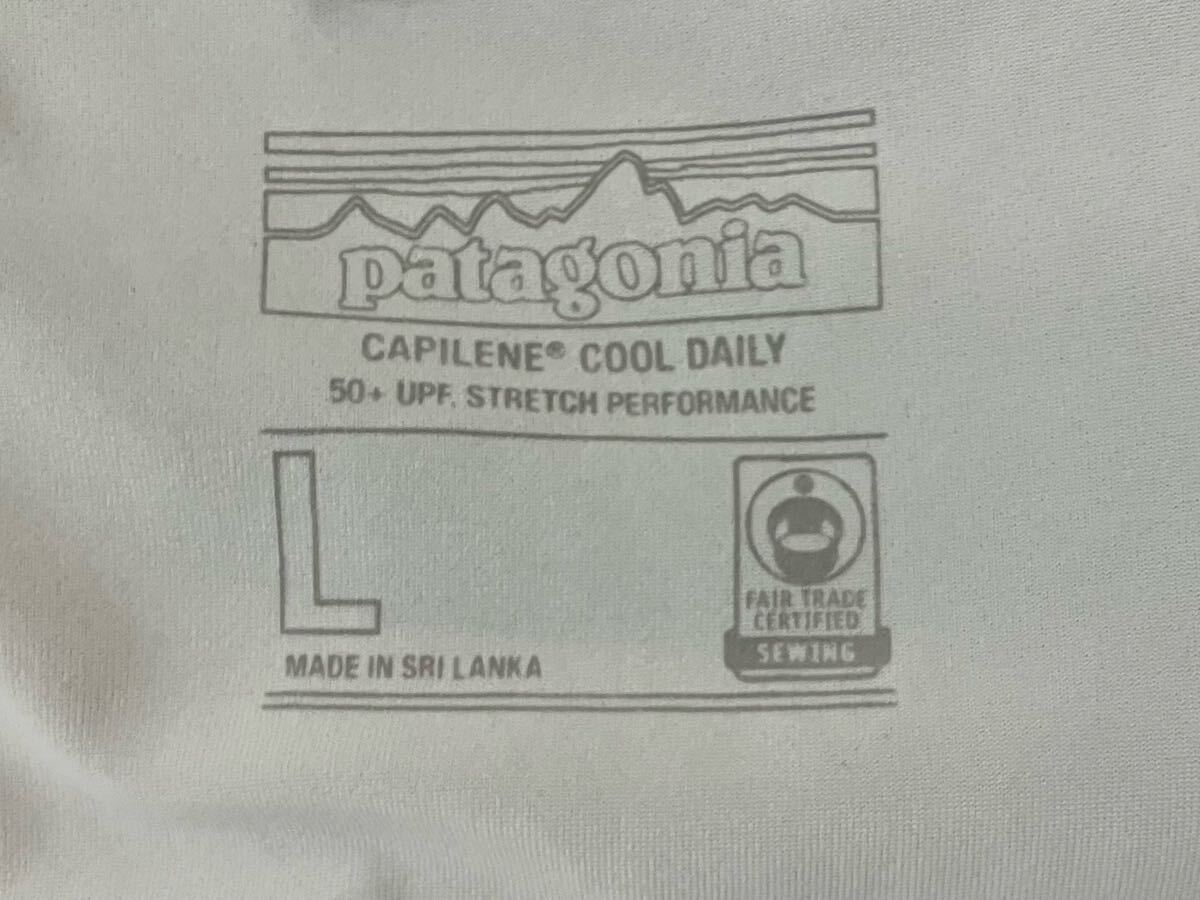 patagonia
CAPILENE® COOL DAILY
50+ UPF. STRETCH PERFORMANCE
L
FAIR TRADE
CERTIFIED
SEWING
MADE IN SRI LANKA